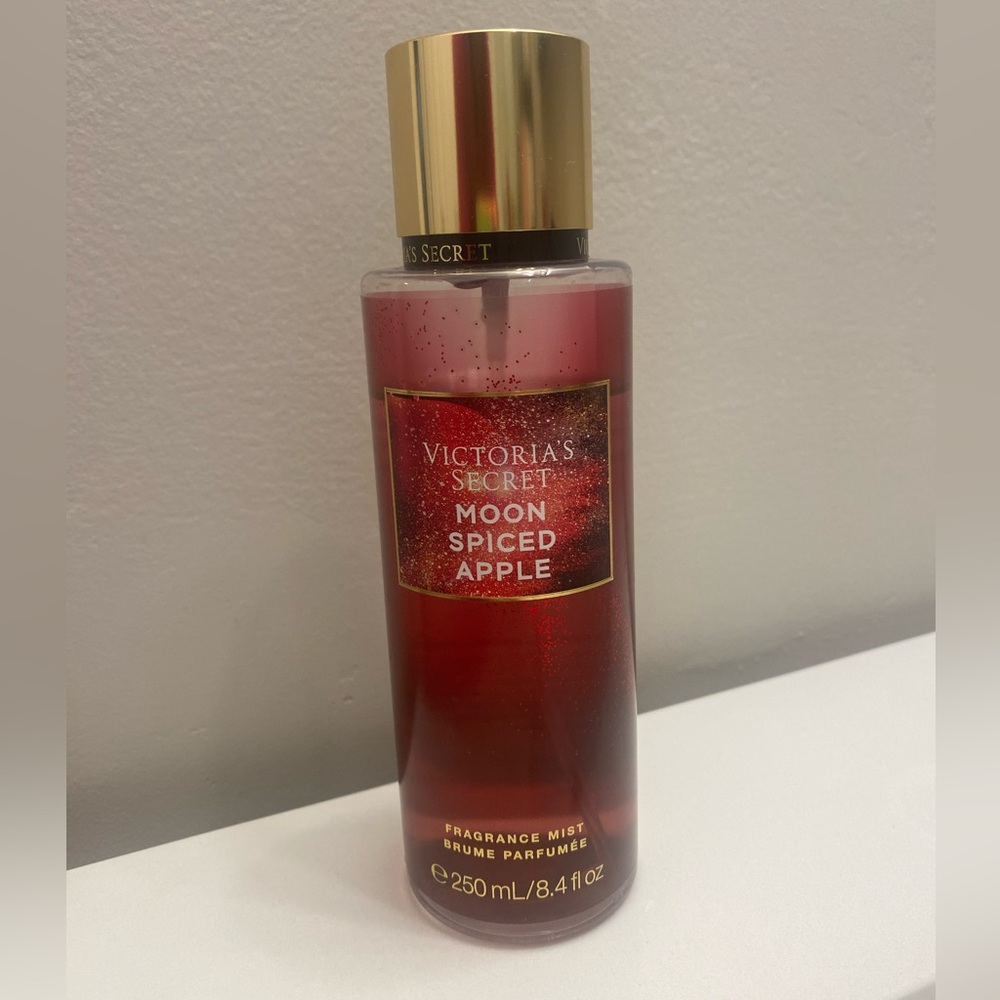 A'S SECRET
VICTORIA'S
SECRET
MOON
SPICED
APPLE
FRAGRANCE MIST
BRUME PARFUMÉE
℮ 250 mL/8.4 fl oz